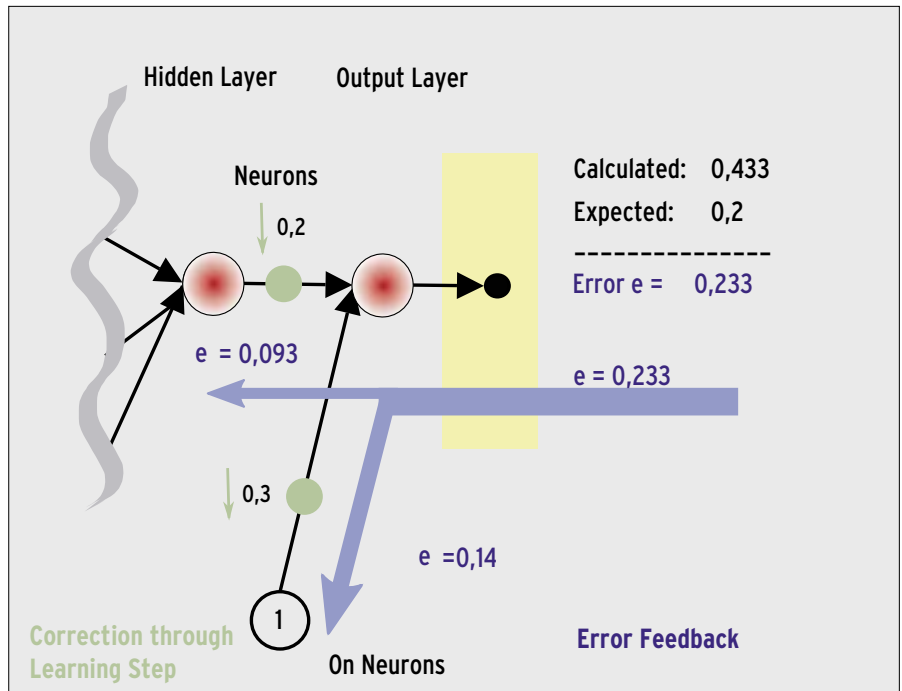 Hidden Layer
Output Layer
Neurons
0,2
Calculated: 0,433
Expected: 0,2
----------------
Error e = 0,233
e = 0,093
e = 0,233
0,3
e =0,14
1
Correction through
Learning Step
On Neurons
Error Feedback